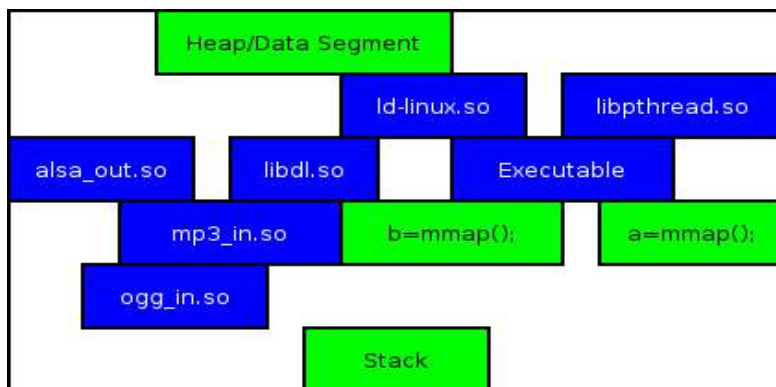 Heap/Data Segment
ld-linux.so
libpthread.so
alsa_out.so
libdl.so
Executable
mp3_in.so
b=mmap();
a=mmap();
ogg_in.so
Stack